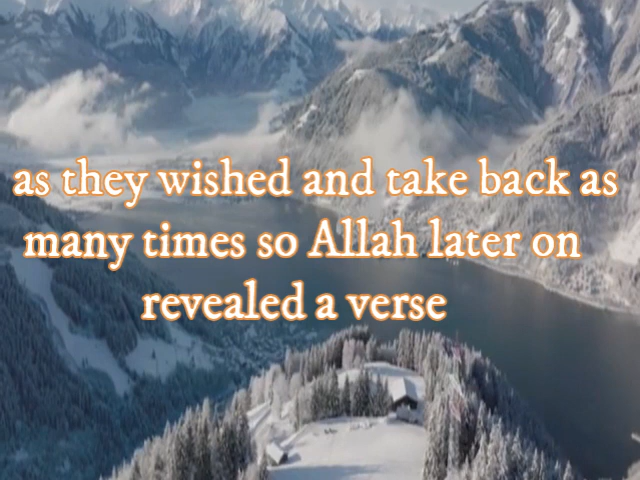 as they wished and take back as
many times so Allah later on
revealed a verse